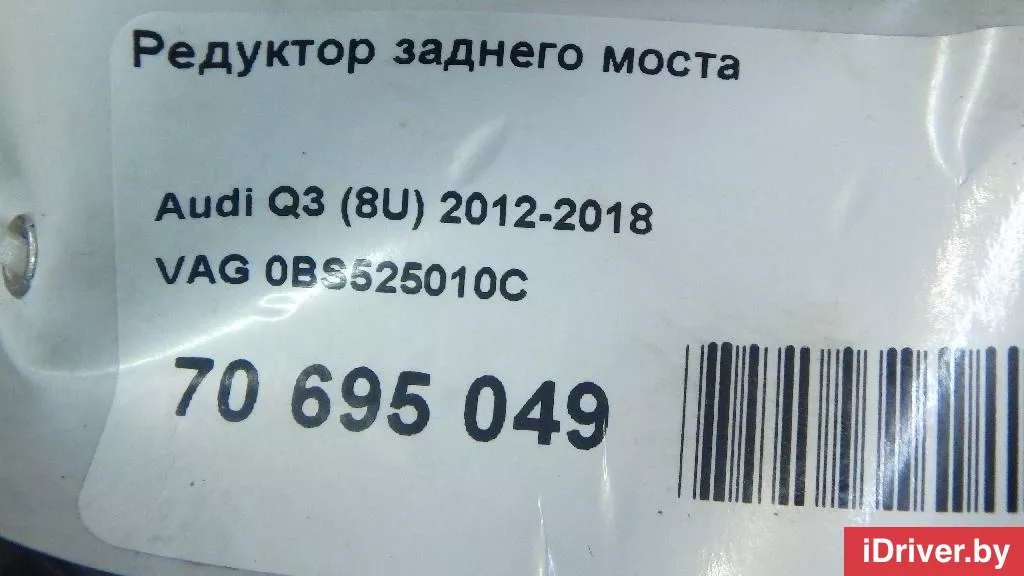 Редуктор заднего моста
Audi Q3 (8U) 2012-2018
VAG 0BS525010C
70 695 049
iDriver.by